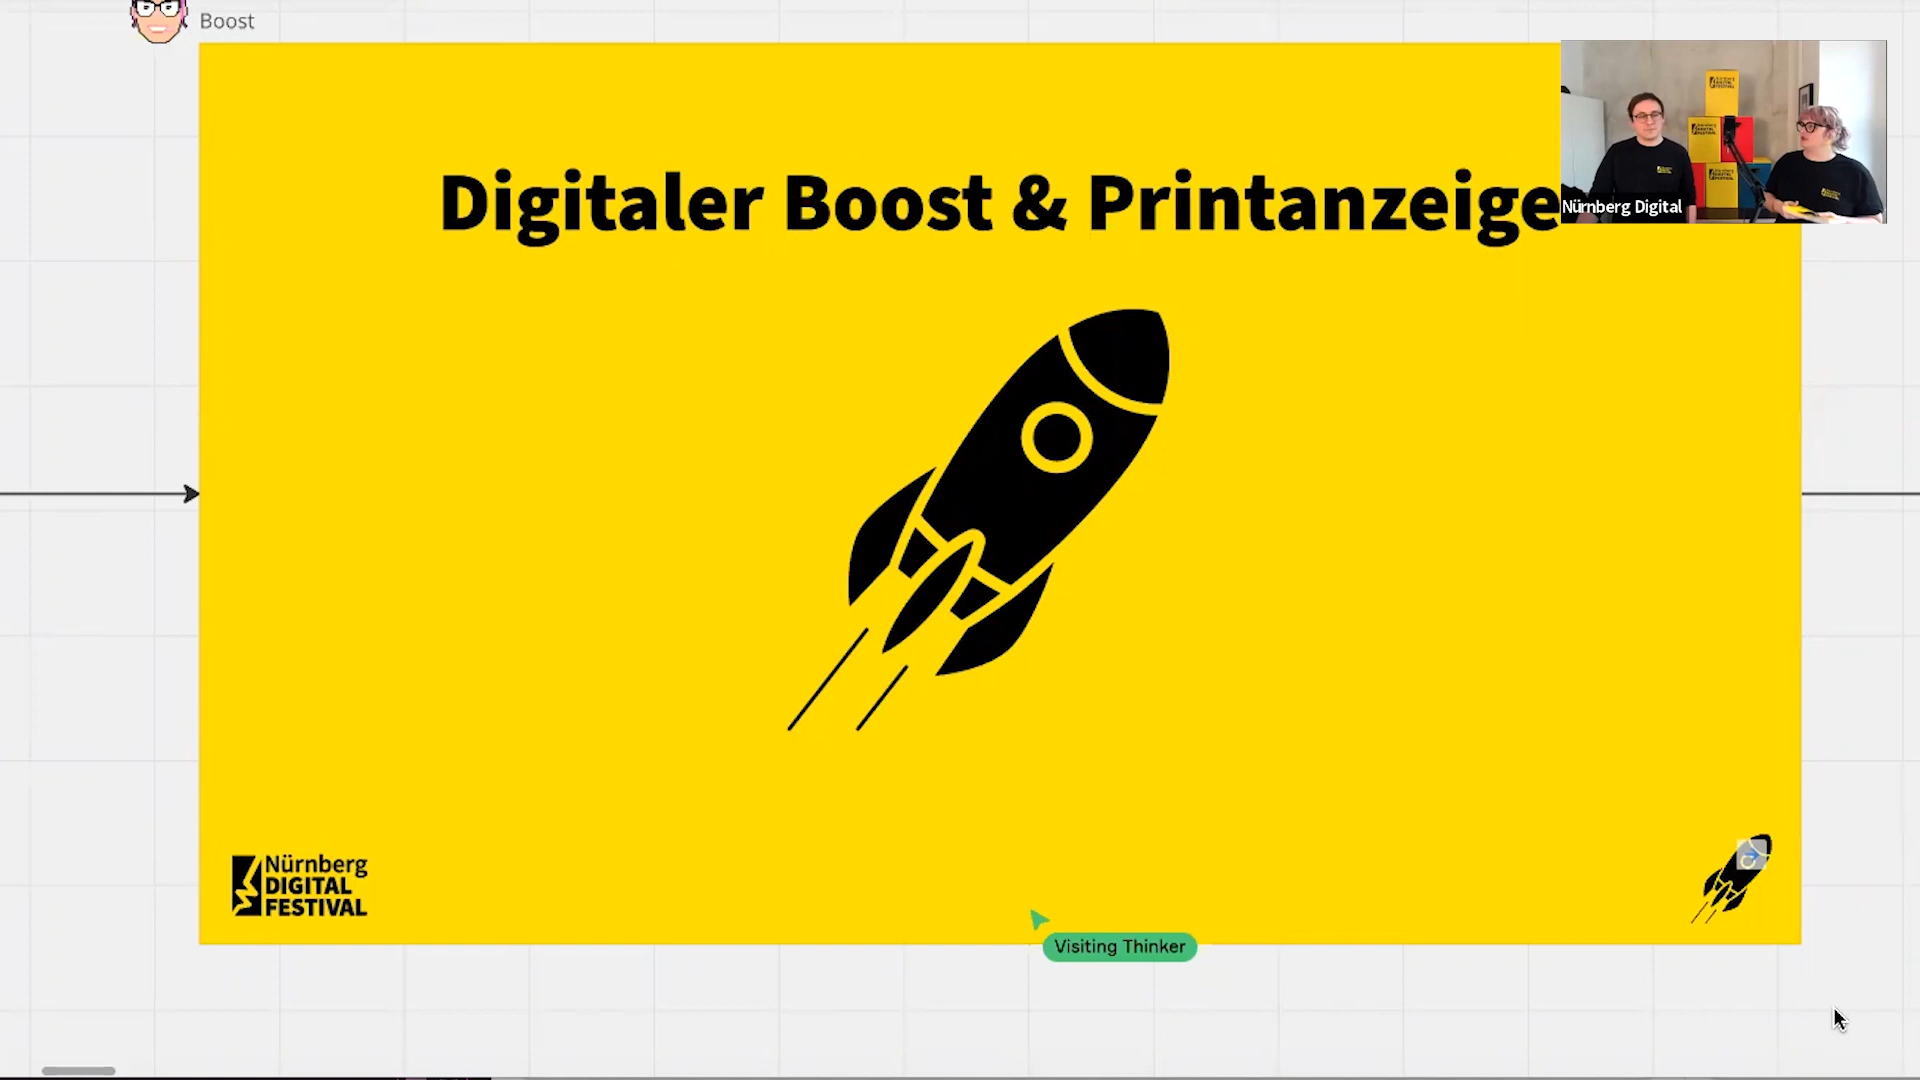 Boost
Digitaler Boost & Printanzeige
Nürnberg Digital
Nürnberg
DIGITAL
FESTIVAL
Visiting Thinker